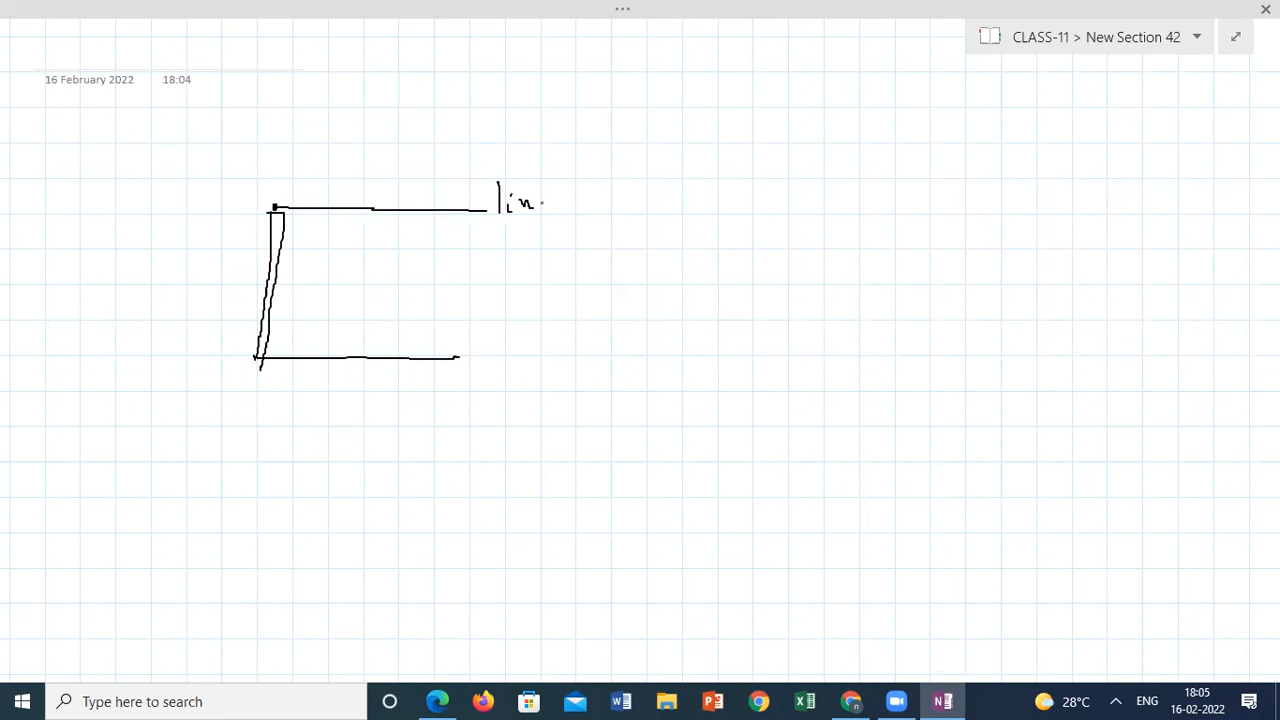 CLASS-11 > New Section 42
16 February 2022 18:04
lin
Type here to search
28°C
ENG
18:05
16-02-2022